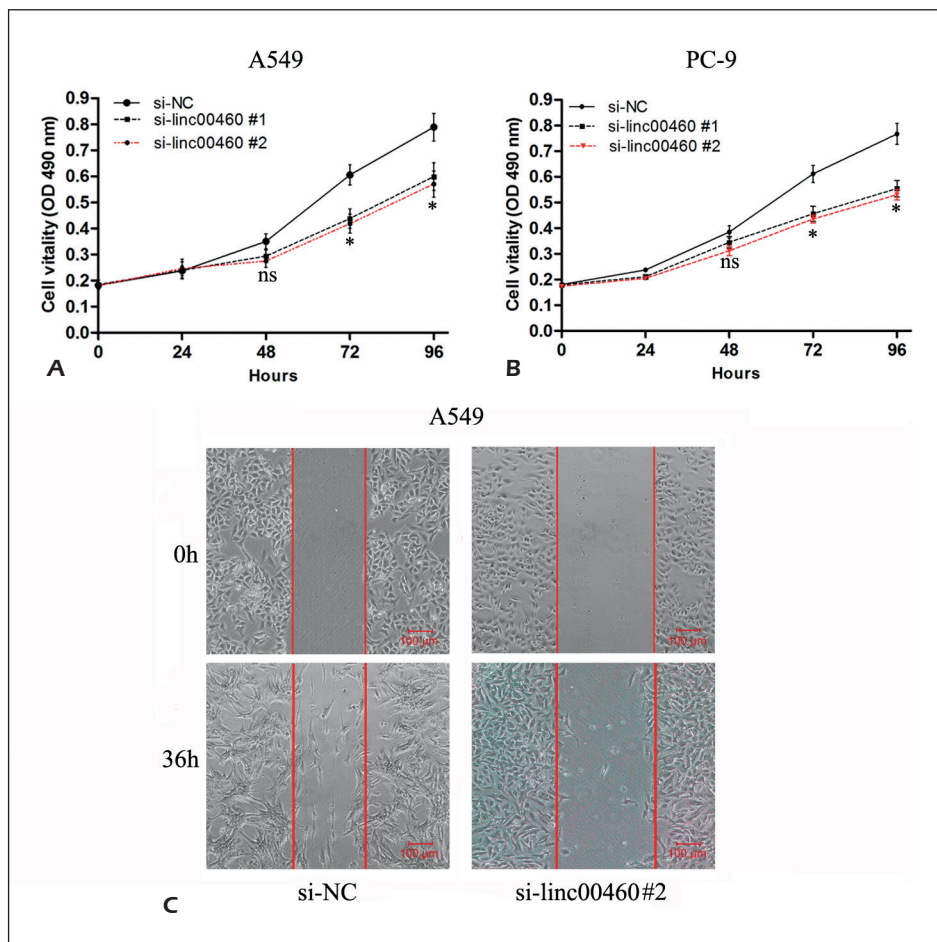 A549
PC-9
Cell vitality (OD 490 nm)
0.9
0.8
0.7
0.6
0.5
0.4
0.3
0.2
0.1
0.0
si-NC
si-linc00460 #1
si-linc00460 #2
ns
*
*
0 24 48 72 96
Hours
A
Cell vitality (OD 490 nm)
0.9
0.8
0.7
0.6
0.5
0.4
0.3
0.2
0.1
0.0
si-NC
si-linc00460 #1
si-linc00460 #2
ns
*
*
0 24 48 72 96
Hours
B
A549
0h
100 µm
100 µm
36h
100 µm
100 µm
si-NC
si-linc00460#2
C